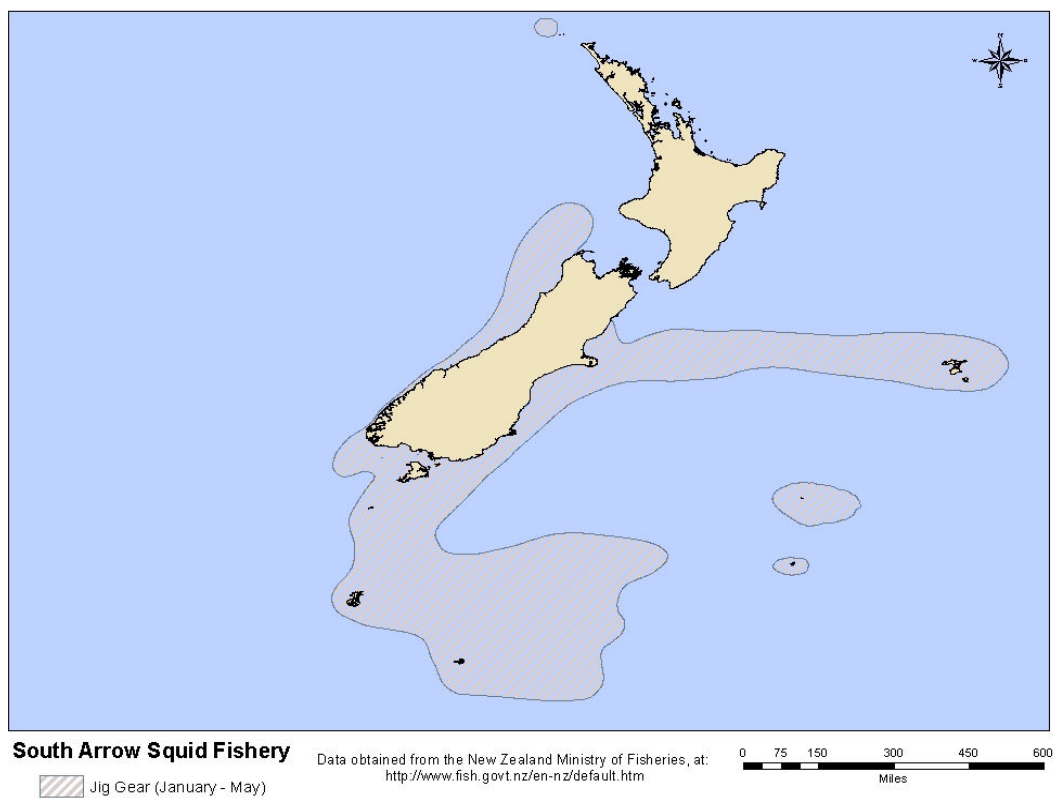 N
W
S
South Arrow Squid Fishery
Jig Gear (January - May)
Data obtained from the New Zealand Ministry of Fisheries, at:
http://www.fish.govt.nz/en-nz/default.htm
0 75 150 300 450 600
Miles